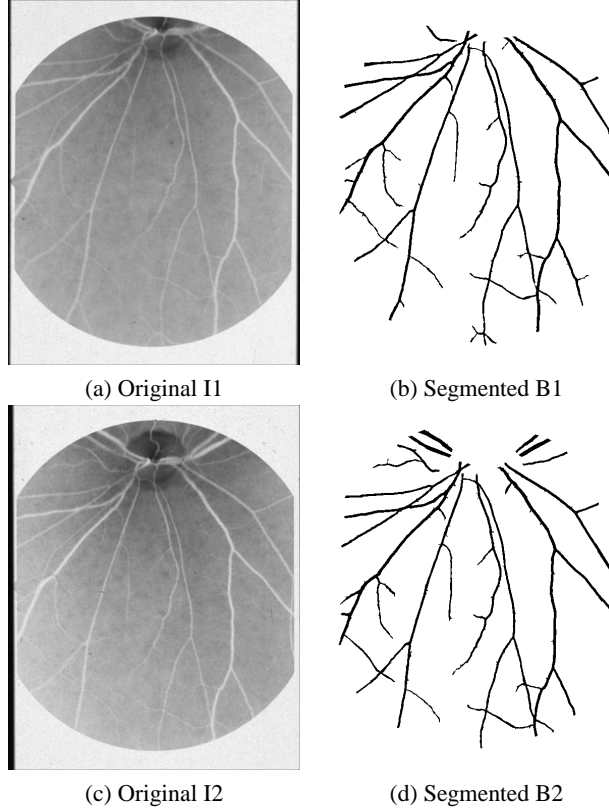 (a) Original I1
(b) Segmented B1
(c) Original I2
(d) Segmented B2